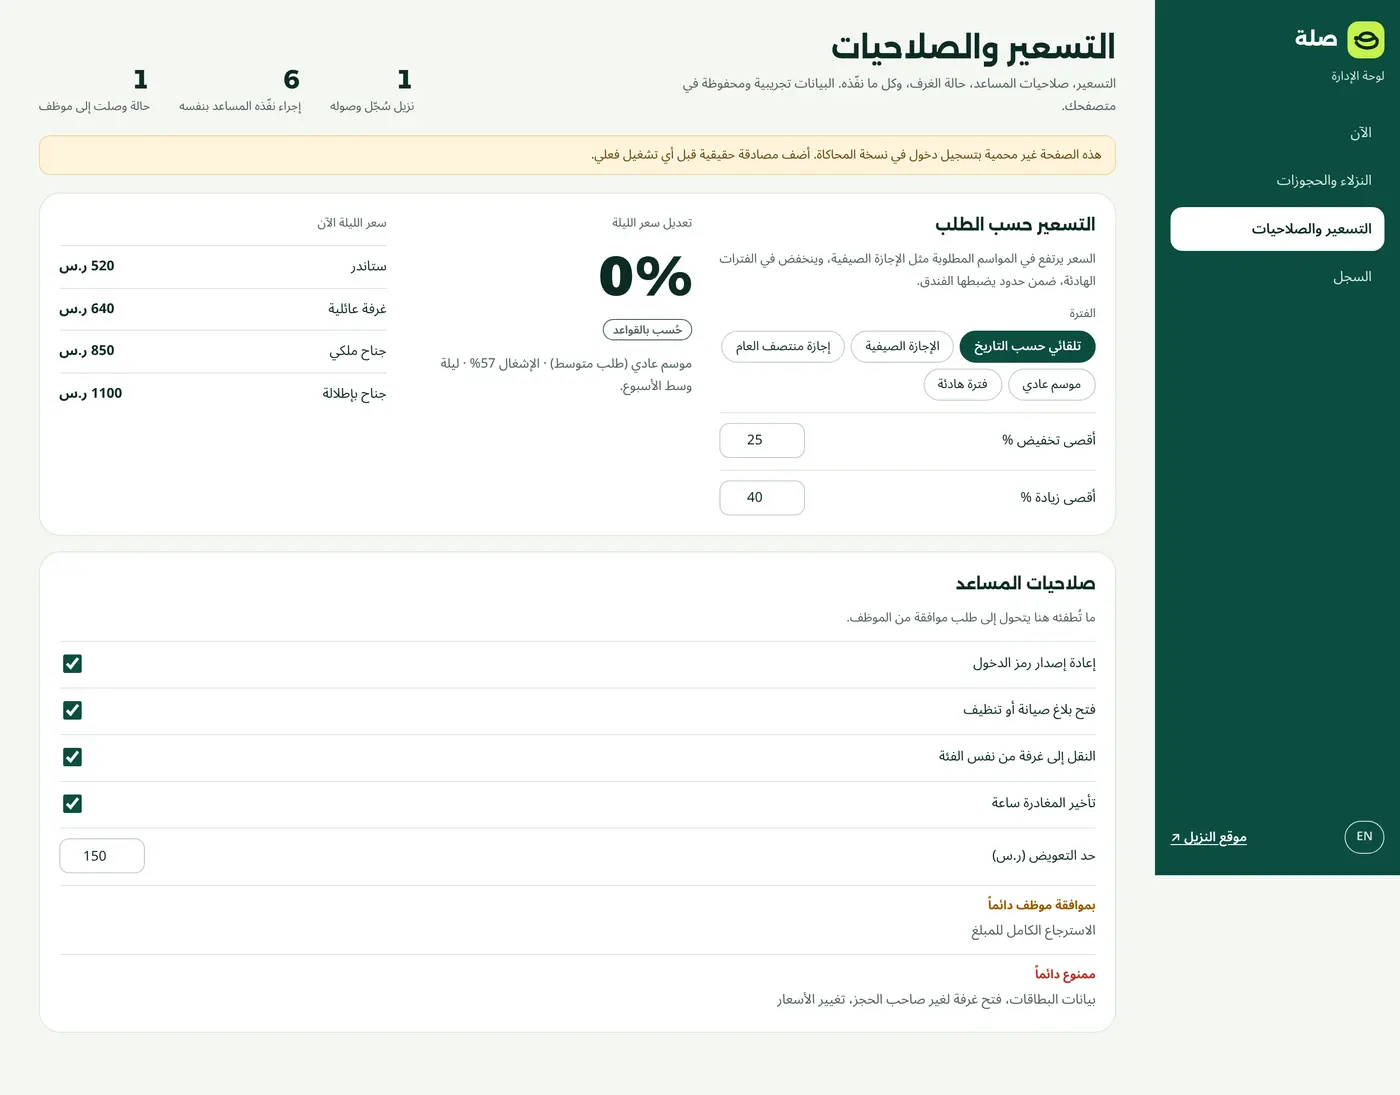 صلة
لوحة الإدارة
الآن
النزلاء والحجوزات
التسعير والصلاحيات
السجل
EN
موقع النزيل ↗
التسعير والصلاحيات
التسعير، صلاحيات المساعد، حالة الغرف، وكل ما نفّذه. البيانات تجريبية ومحفوظة في
متصفحك.
1
نزيل سُجّل وصوله
6
إجراء نفّذه المساعد بنفسه
1
حالة وصلت إلى موظف
هذه الصفحة غير محمية بتسجيل دخول في نسخة المحاكاة. أضف مصادقة حقيقية قبل أي تشغيل فعلي.
التسعير حسب الطلب
السعر يرتفع في المواسم المطلوبة مثل الإجازة الصيفية، وينخفض في الفترات
الهادئة، ضمن حدود يضبطها الفندق.
الفترة
تلقائي حسب التاريخ
الإجازة الصيفية
إجازة منتصف العام
موسم عادي
فترة هادئة
أقصى تخفيض %
25
أقصى زيادة %
40
تعديل سعر الليلة
0%
حُسب بالقواعد
موسم عادي (طلب متوسط) · الإشغال 57% · ليلة
وسط الأسبوع.
سعر الليلة الآن
ستاندر
520 ر.س
غرفة عائلية
640 ر.س
جناح ملكي
850 ر.س
جناح بإطلالة
1100 ر.س
صلاحيات المساعد
ما تُطفئه هنا يتحول إلى طلب موافقة من الموظف.
إعادة إصدار رمز الدخول
فتح بلاغ صيانة أو تنظيف
النقل إلى غرفة من نفس الفئة
تأخير المغادرة ساعة
حد التعويض (ر.س)
150
بموافقة موظف دائماً
الاسترجاع الكامل للمبلغ
ممنوع دائماً
بيانات البطاقات، فتح غرفة لغير صاحب الحجز، تغيير الأسعار